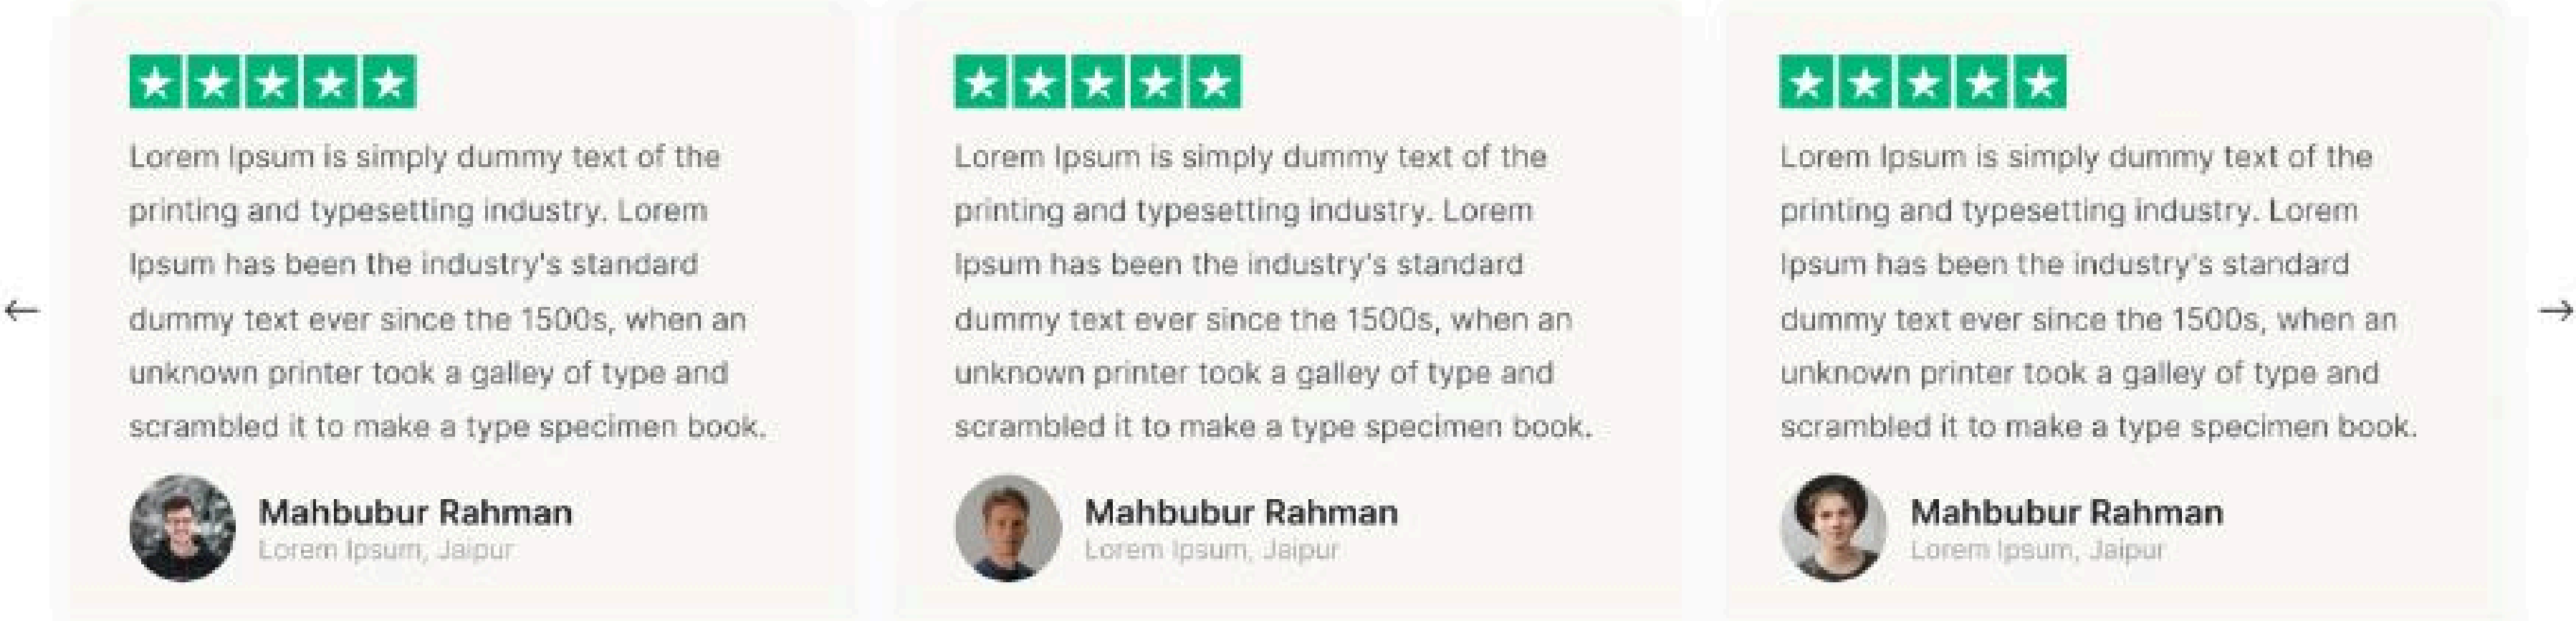 Lorem Ipsum is simply dummy text of the
printing and typesetting industry. Lorem
Ipsum has been the industry's standard
dummy text ever since the 1500s, when an
unknown printer took a galley of type and
scrambled it to make a type specimen book.
Mahbubur Rahman
Lorem Ipsum, Jaipur
Lorem Ipsum is simply dummy text of the
printing and typesetting industry. Lorem
Ipsum has been the industry's standard
dummy text ever since the 1500s, when an
unknown printer took a galley of type and
scrambled it to make a type specimen book.
Mahbubur Rahman
Lorem Ipsum, Jaipur
Lorem Ipsum is simply dummy text of the
printing and typesetting industry. Lorem
Ipsum has been the industry's standard
dummy text ever since the 1500s, when an
unknown printer took a galley of type and
scrambled it to make a type specimen book.
Mahbubur Rahman
Lorem Ipsum, Jaipur